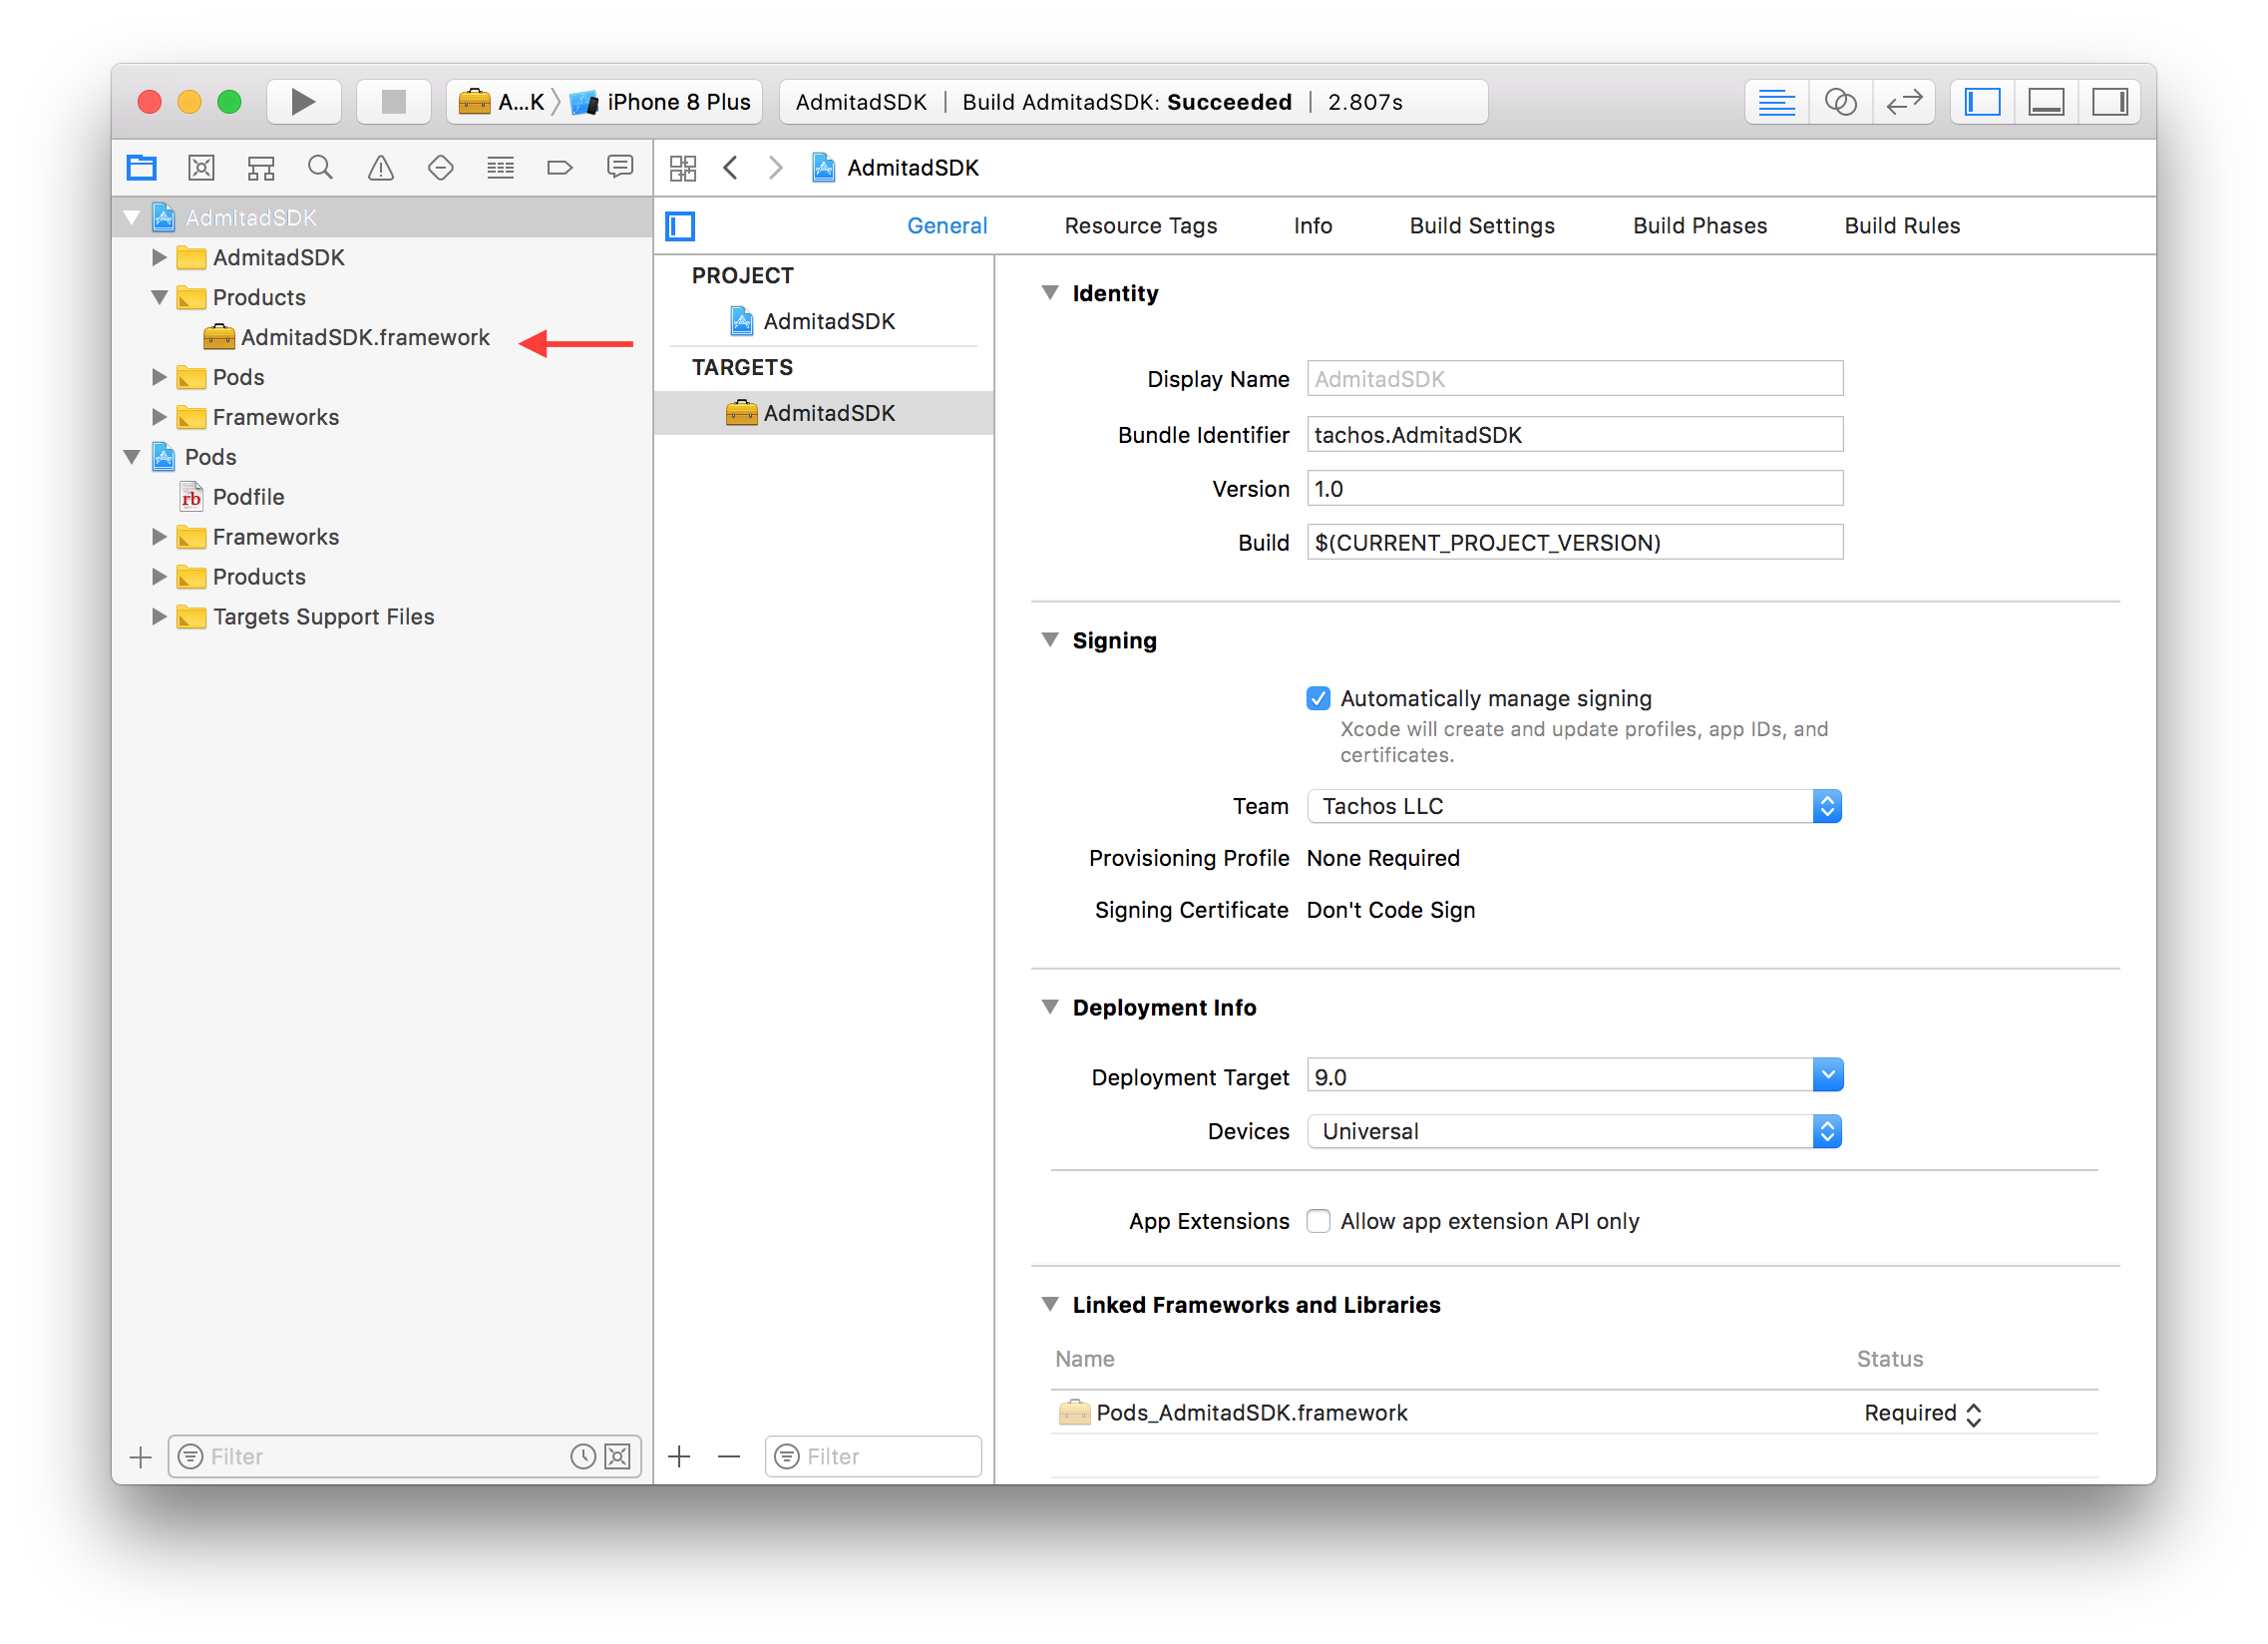 A...K
iPhone 8 Plus
AdmitadSDK | Build AdmitadSDK: Succeeded | 2.807s
AdmitadSDK
AdmitadSDK
Products
AdmitadSDK.framework
Pods
Frameworks
Pods
rb
Podfile
Frameworks
Products
Targets Support Files
Filter
AdmitadSDK
General
Resource Tags
Info
Build Settings
Build Phases
Build Rules
PROJECT
AdmitadSDK
TARGETS
AdmitadSDK
Filter
Identity
Display Name AdmitadSDK
Bundle Identifier tachos.AdmitadSDK
Version 1.0
Build $(CURRENT_PROJECT_VERSION)
Signing
Automatically manage signing
Xcode will create and update profiles, app IDs, and
certificates.
Team Tachos LLC
Provisioning Profile None Required
Signing Certificate Don't Code Sign
Deployment Info
Deployment Target 9.0
Devices Universal
App Extensions Allow app extension API only
Linked Frameworks and Libraries
Name Status
Pods_AdmitadSDK.framework Required